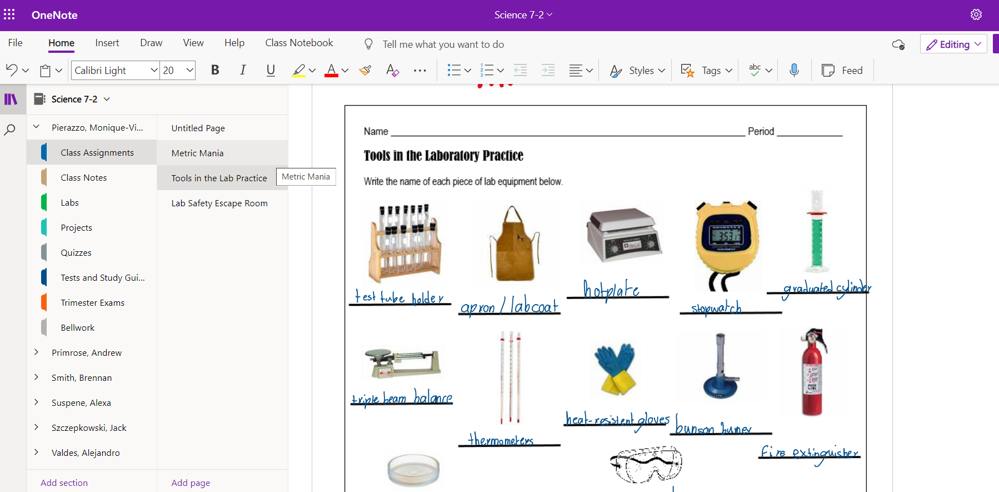 OneNote
Science 7-2
File Home Insert Draw View Help Class Notebook Tell me what you want to do Editing
Calibri Light 20 B I U A A ... Styles Tags abc Feed
Science 7-2
Pierazzo, Monique-Vi...
Class Assignments
Class Notes
Labs
Projects
Quizzes
Tests and Study Gui...
Trimester Exams
Bellwork
Primrose, Andrew
Smith, Brennan
Suspene, Alexa
Szczepkowski, Jack
Valdes, Alejandro
Add section
Untitled Page
Metric Mania
Tools in the Lab Practice
Lab Safety Escape Room
Add page
Metric Mania
Name Period
Tools in the Laboratory Practice
Write the name of each piece of lab equipment below.
test tube holder
apron / labcoat
hotplate
stopwatch
graduated cylinder
triple beam balance
thermometers
heat-resistent gloves
bunson burner
fire extinguisher